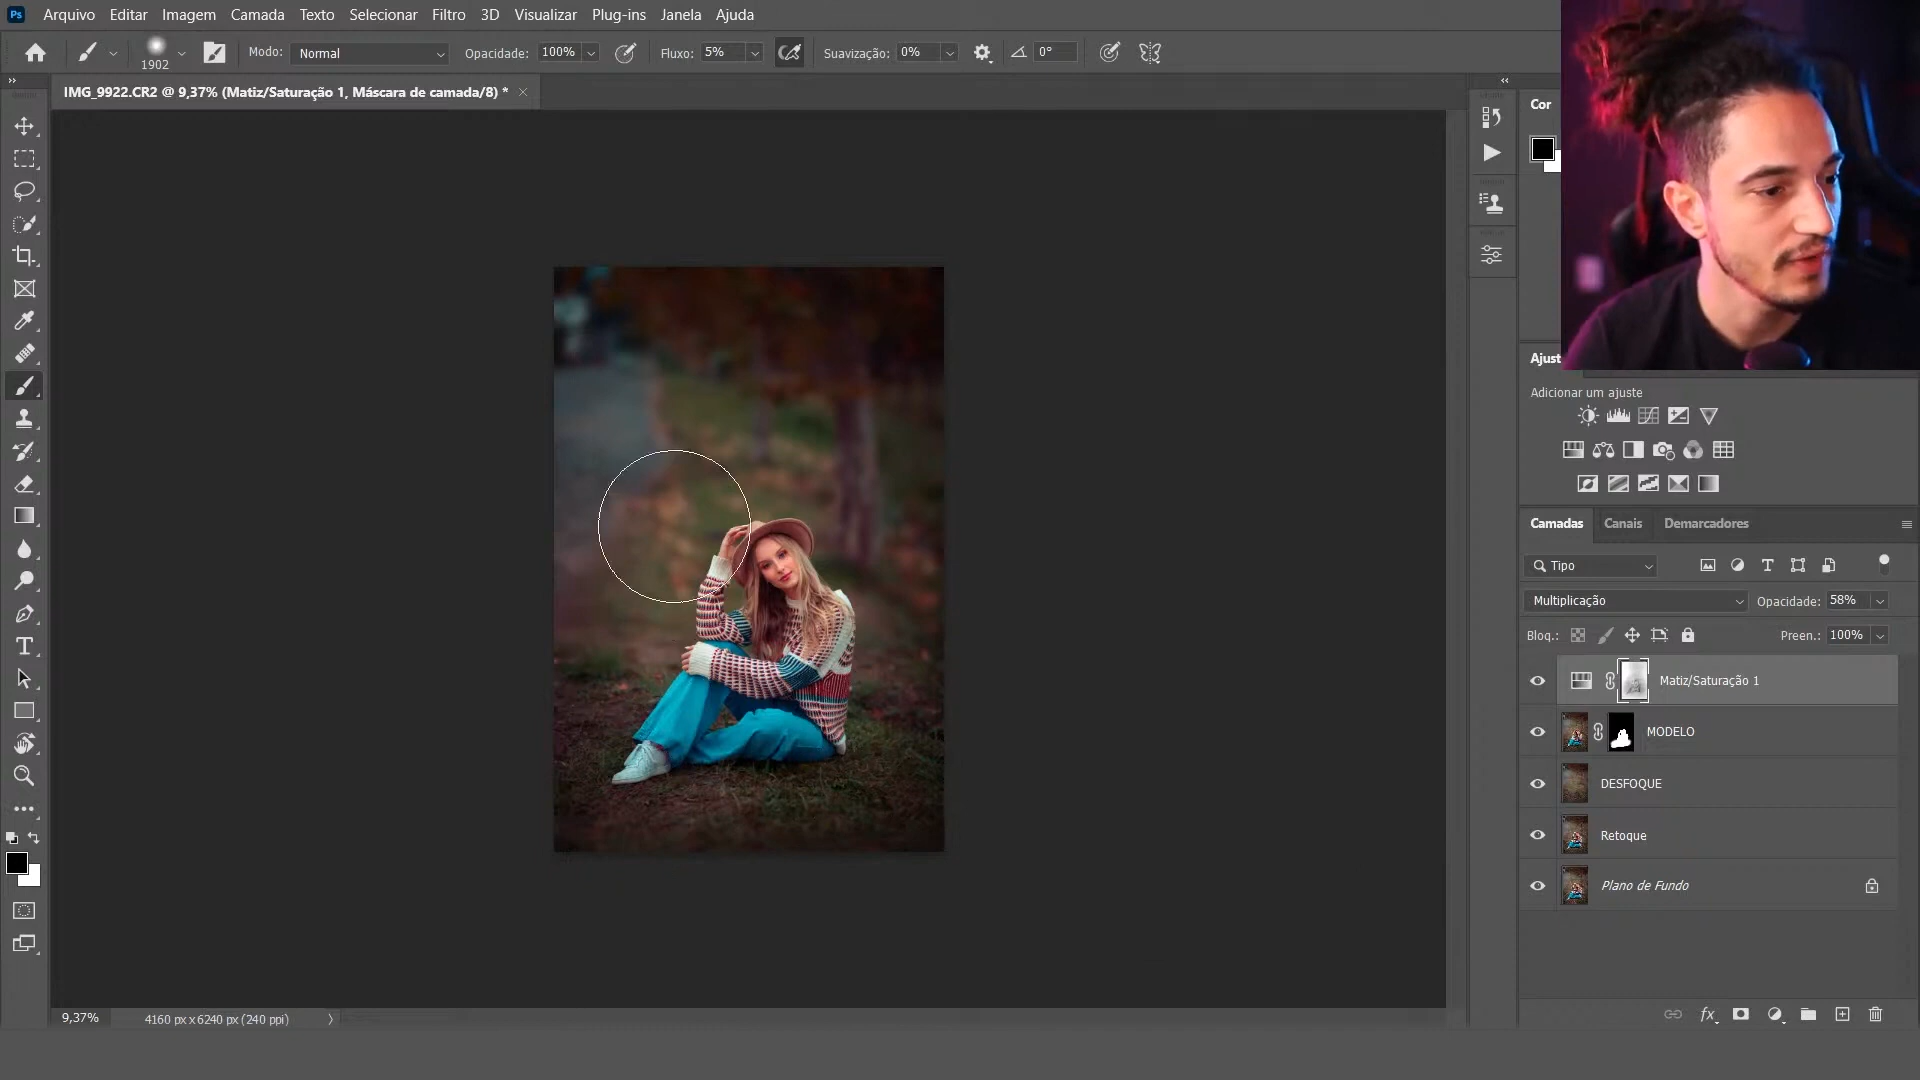 Ps Arquivo Editar Imagem Camada Texto Selecionar Filtro 3D Visualizar Plug-ins Janela Ajuda
1902 Modo: Normal Opacidade: 100% Fluxo: 5% Suavização: 0% 0°
IMG_9922.CR2 @ 9,37% (Matiz/Saturação 1, Máscara de camada/8) * ×
Cor
Ajust
Adicionar um ajuste
Camadas Canais Demarcadores
Tipo
Multiplicação Opacidade: 58%
Bloq.: Preen.: 100%
Matiz/Saturação 1
MODELO
DESFOQUE
Retoque
Plano de Fundo
fx
9,37% 4160 px x 6240 px (240 ppi)